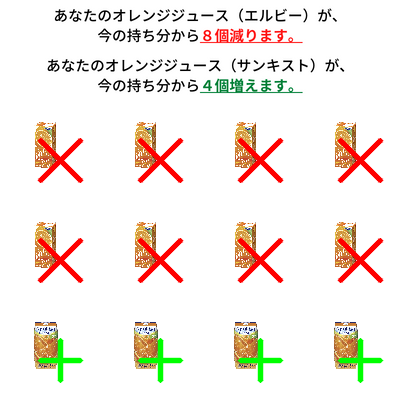 あなたのオレンジジュース（エルビー）が、
今の持ち分から８個減ります。
あなたのオレンジジュース（サンキスト）が、
今の持ち分から４個増えます。